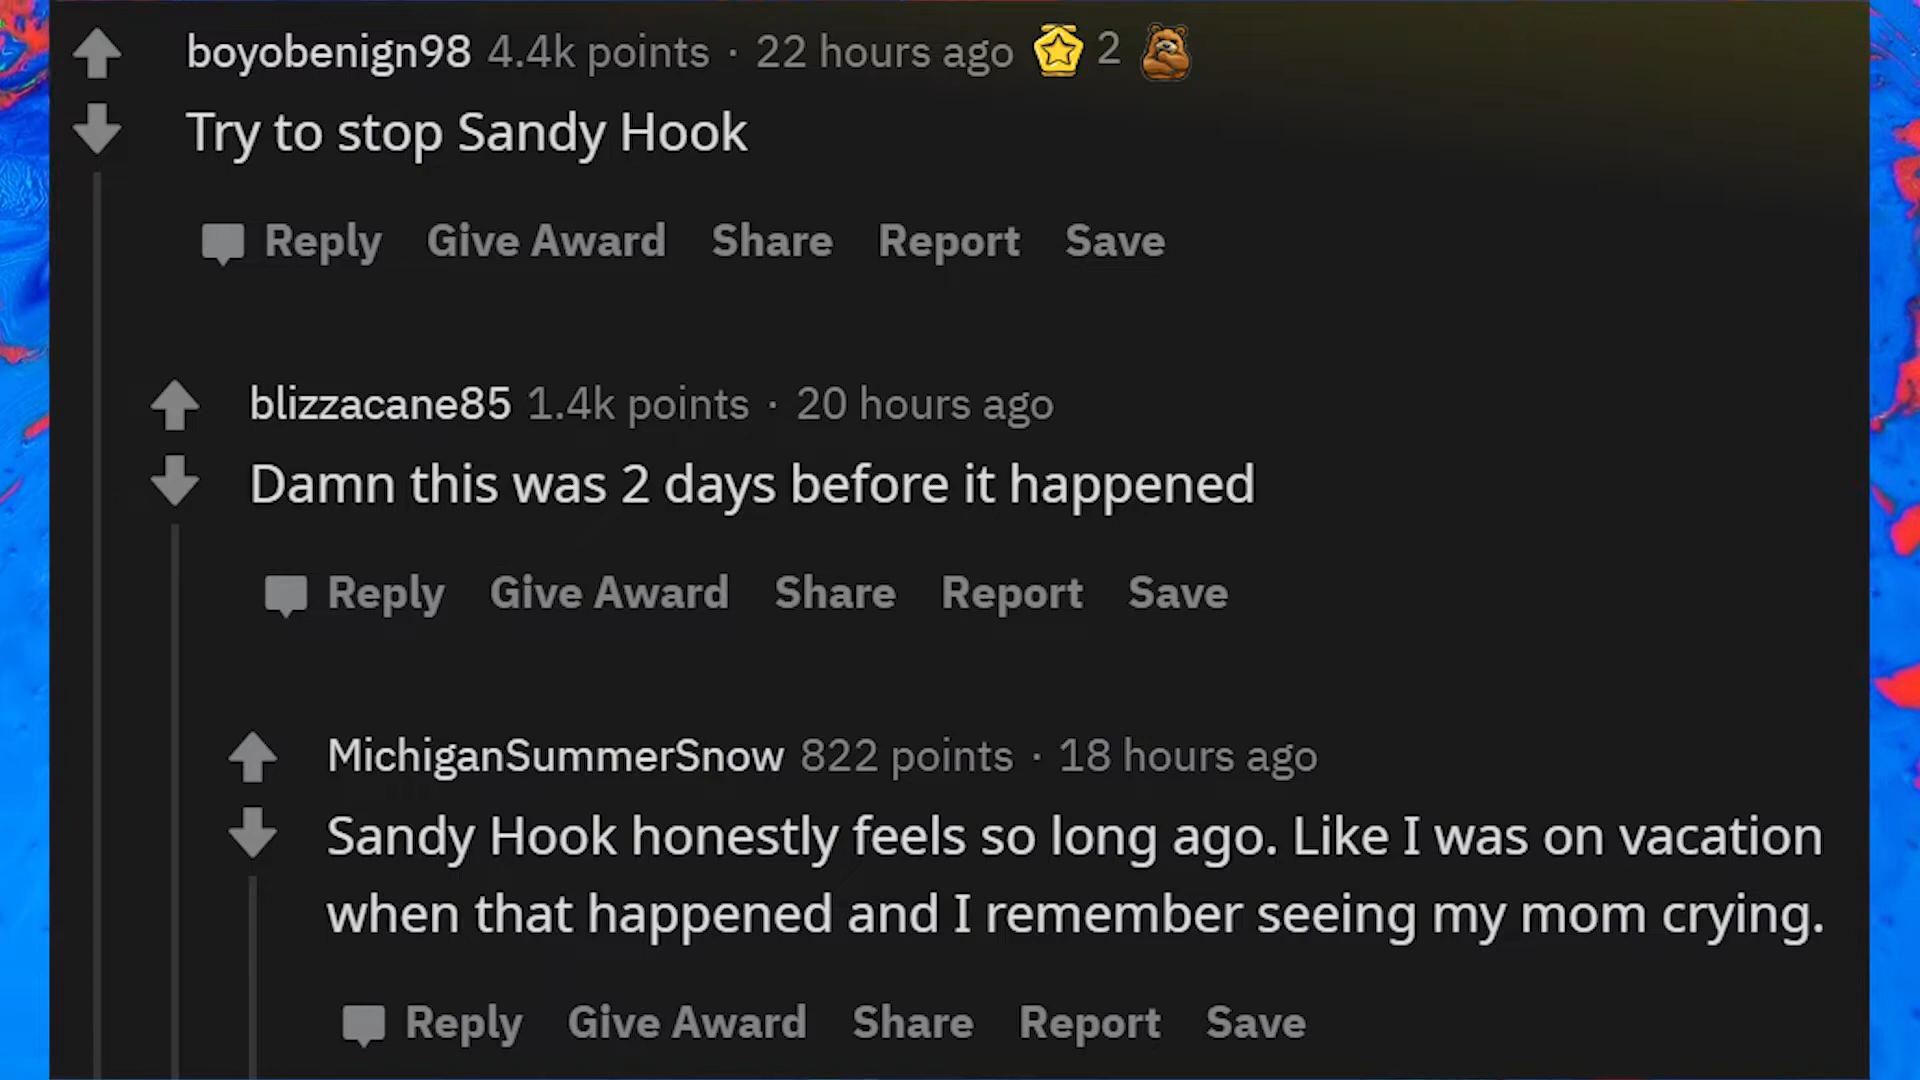 boyobenign98 4.4k points · 22 hours ago 2
Try to stop Sandy Hook
Reply Give Award Share Report Save
blizzacane85 1.4k points · 20 hours ago
Damn this was 2 days before it happened
Reply Give Award Share Report Save
MichiganSummerSnow 822 points · 18 hours ago
Sandy Hook honestly feels so long ago. Like I was on vacation
when that happened and I remember seeing my mom crying.
Reply Give Award Share Report Save